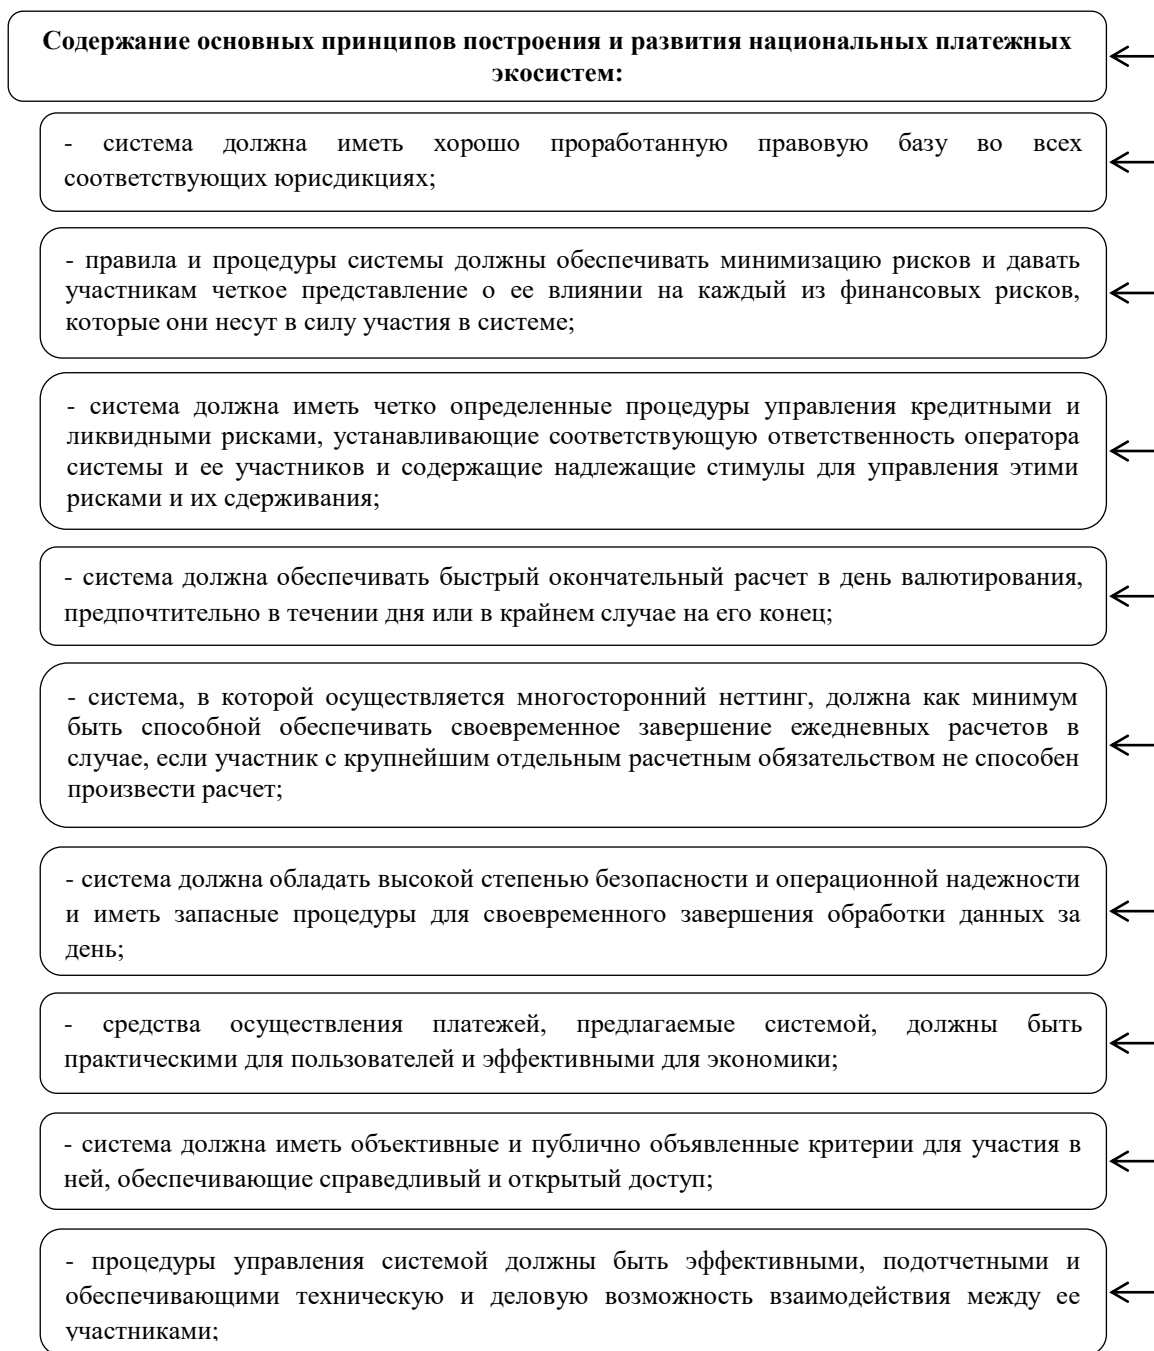 Содержание основных принципов построения и развития национальных платежных
экосистем:
- система должна иметь хорошо проработанную правовую базу во всех
соответствующих юрисдикциях;
- правила и процедуры системы должны обеспечивать минимизацию рисков и давать
участникам четкое представление о ее влиянии на каждый из финансовых рисков,
которые они несут в силу участия в системе;
- система должна иметь четко определенные процедуры управления кредитными и
ликвидными рисками, устанавливающие соответствующую ответственность оператора
системы и ее участников и содержащие надлежащие стимулы для управления этими
рисками и их сдерживания;
- система должна обеспечивать быстрый окончательный расчет в день валютирования,
предпочтительно в течении дня или в крайнем случае на его конец;
- система, в которой осуществляется многосторонний неттинг, должна как минимум
быть способной обеспечивать своевременное завершение ежедневных расчетов в
случае, если участник с крупнейшим отдельным расчетным обязательством не способен
произвести расчет;
- система должна обладать высокой степенью безопасности и операционной надежности
и иметь запасные процедуры для своевременного завершения обработки данных за
день;
- средства осуществления платежей, предлагаемые системой, должны быть
практическими для пользователей и эффективными для экономики;
- система должна иметь объективные и публично объявленные критерии для участия в
ней, обеспечивающие справедливый и открытый доступ;
- процедуры управления системой должны быть эффективными, подотчетными и
обеспечивающими техническую и деловую возможность взаимодействия между ее
участниками;